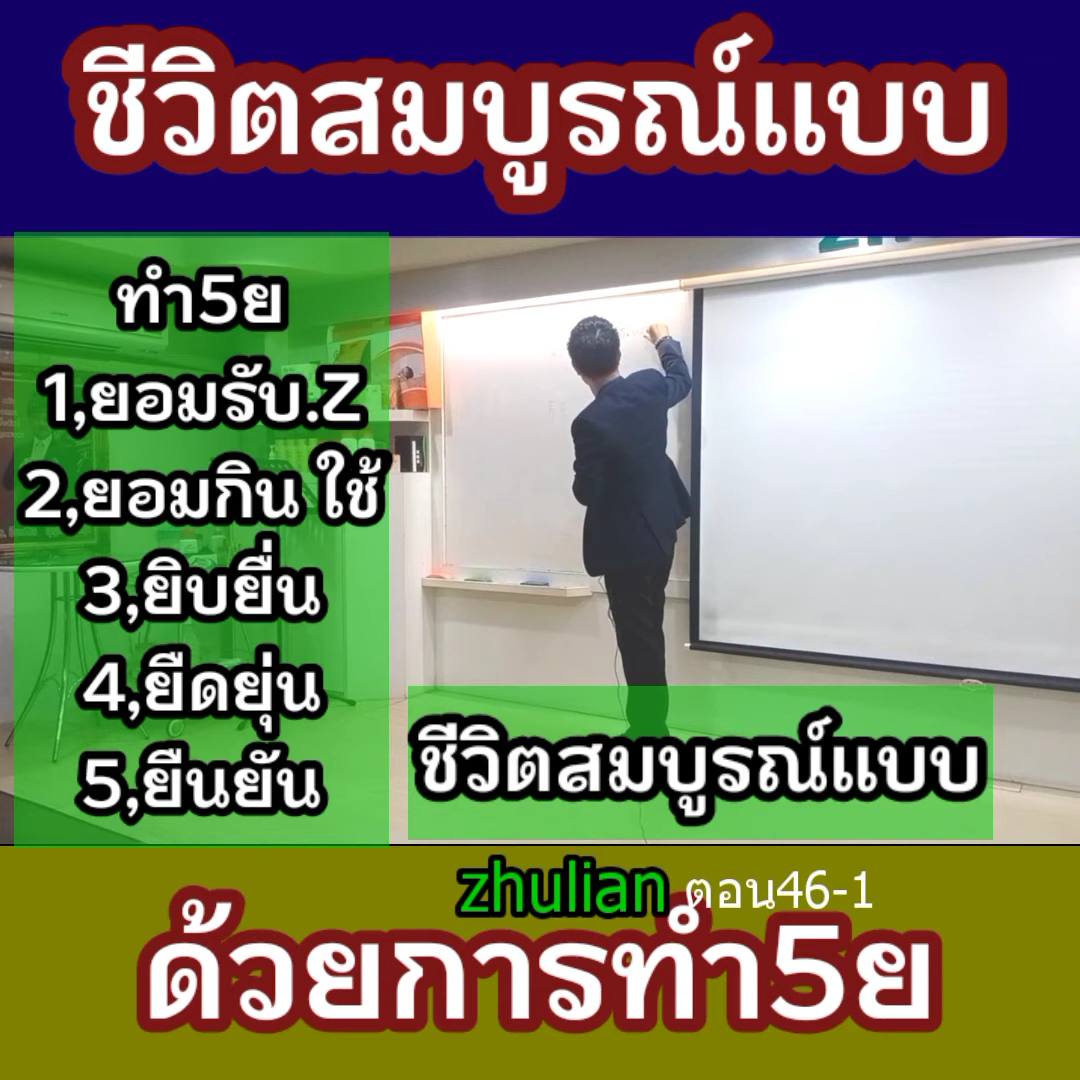 ชีวิตสมบูรณ์แบบ
ทำ5ย
1,ยอมรับ.Z
2,ยอมกิน ใช้
3,ยิบยื่น
4,ยืดยุ่น
5,ยืนยัน
ชีวิตสมบูรณ์แบบ
zhulian ตอน46-1
ด้วยการทำ5ย